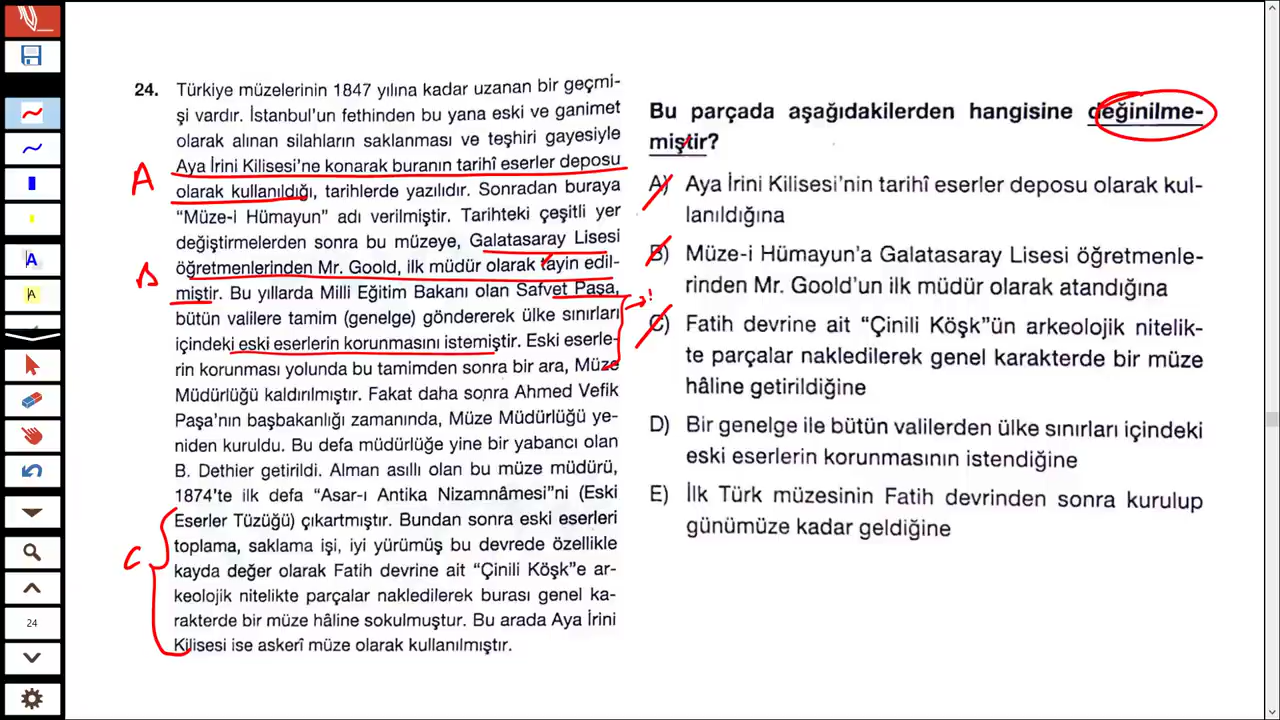 24. Türkiye müzelerinin 1847 yılına kadar uzanan bir geçmi-
şi vardır. İstanbul'un fethinden bu yana eski ve ganimet
olarak alınan silahların saklanması ve teşhiri gayesiyle
Aya İrini Kilisesi'ne konarak buranın tarihî eserler deposu
A
olarak kullanıldığı, tarihlerde yazılıdır. Sonradan buraya
"Müze-i Hümayun" adı verilmiştir. Tarihteki çeşitli yer
değiştirmelerden sonra bu müzeye, Galatasaray Lisesi
öğretmenlerinden Mr. Goold, ilk müdür olarak tayin edil-
B
miştir. Bu yıllarda Milli Eğitim Bakanı olan Safvet Paşa,
bütün valilere tamim (genelge) göndererek ülke sınırları
içindeki eski eserlerin korunmasını istemiştir. Eski eserle-
rin korunması yolunda bu tamimden sonra bir ara, Müze
Müdürlüğü kaldırılmıştır. Fakat daha sonra Ahmed Vefik
Paşa'nın başbakanlığı zamanında, Müze Müdürlüğü ye-
niden kuruldu. Bu defa müdürlüğe yine bir yabancı olan
B. Dethier getirildi. Alman asıllı olan bu müze müdürü,
1874'te ilk defa "Asar-ı Antika Nizamnâmesi"ni (Eski
Eserler Tüzüğü) çıkartmıştır. Bundan sonra eski eserleri
toplama, saklama işi, iyi yürümüş bu devrede özellikle
C
kayda değer olarak Fatih devrine ait "Çinili Köşk"e ar-
keolojik nitelikte parçalar nakledilerek burası genel ka-
rakterde bir müze hâline sokulmuştur. Bu arada Aya İrini
Kilisesi ise askerî müze olarak kullanılmıştır.
Bu parçada aşağıdakilerden hangisine değinilme-
miştir?
A) Aya İrini Kilisesi'nin tarihî eserler deposu olarak kul-
lanıldığına
B) Müze-i Hümayun'a Galatasaray Lisesi öğretmenle-
rinden Mr. Goold'un ilk müdür olarak atandığına
C) Fatih devrine ait "Çinili Köşk"ün arkeolojik nitelik-
te parçalar nakledilerek genel karakterde bir müze
hâline getirildiğine
D) Bir genelge ile bütün valilerden ülke sınırları içindeki
eski eserlerin korunmasının istendiğine
E) İlk Türk müzesinin Fatih devrinden sonra kurulup
günümüze kadar geldiğine
A
A
24